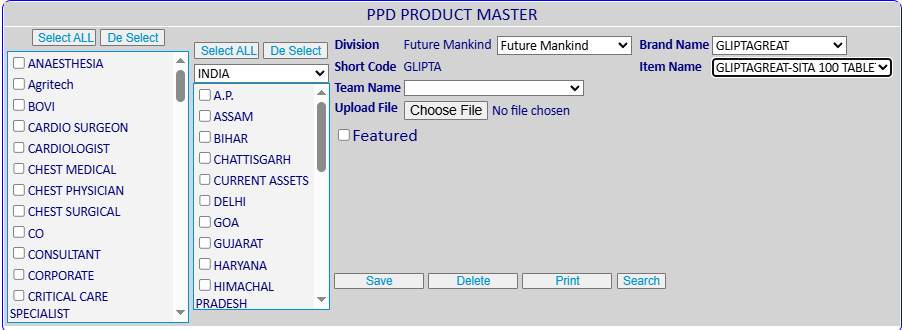 PPD PRODUCT MASTER
Select ALL De Select
ANAESTHESIA
Agritech
BOVI
CARDIO SURGEON
CARDIOLOGIST
CHEST MEDICAL
CHEST PHYSICIAN
CHEST SURGICAL
CO
CONSULTANT
CORPORATE
CRITICAL CARE
SPECIALIST
Select ALL De Select
INDIA
A.P.
ASSAM
BIHAR
CHATTISGARH
CURRENT ASSETS
DELHI
GOA
GUJARAT
HARYANA
HIMACHAL
PRADESH
Division Future Mankind Future Mankind Brand Name GLIPTAGREAT
Short Code GLIPTA Item Name GLIPTAGREAT-SITA 100 TABLE
Team Name
Upload File Choose File No file chosen
Featured
Save Delete Print Search